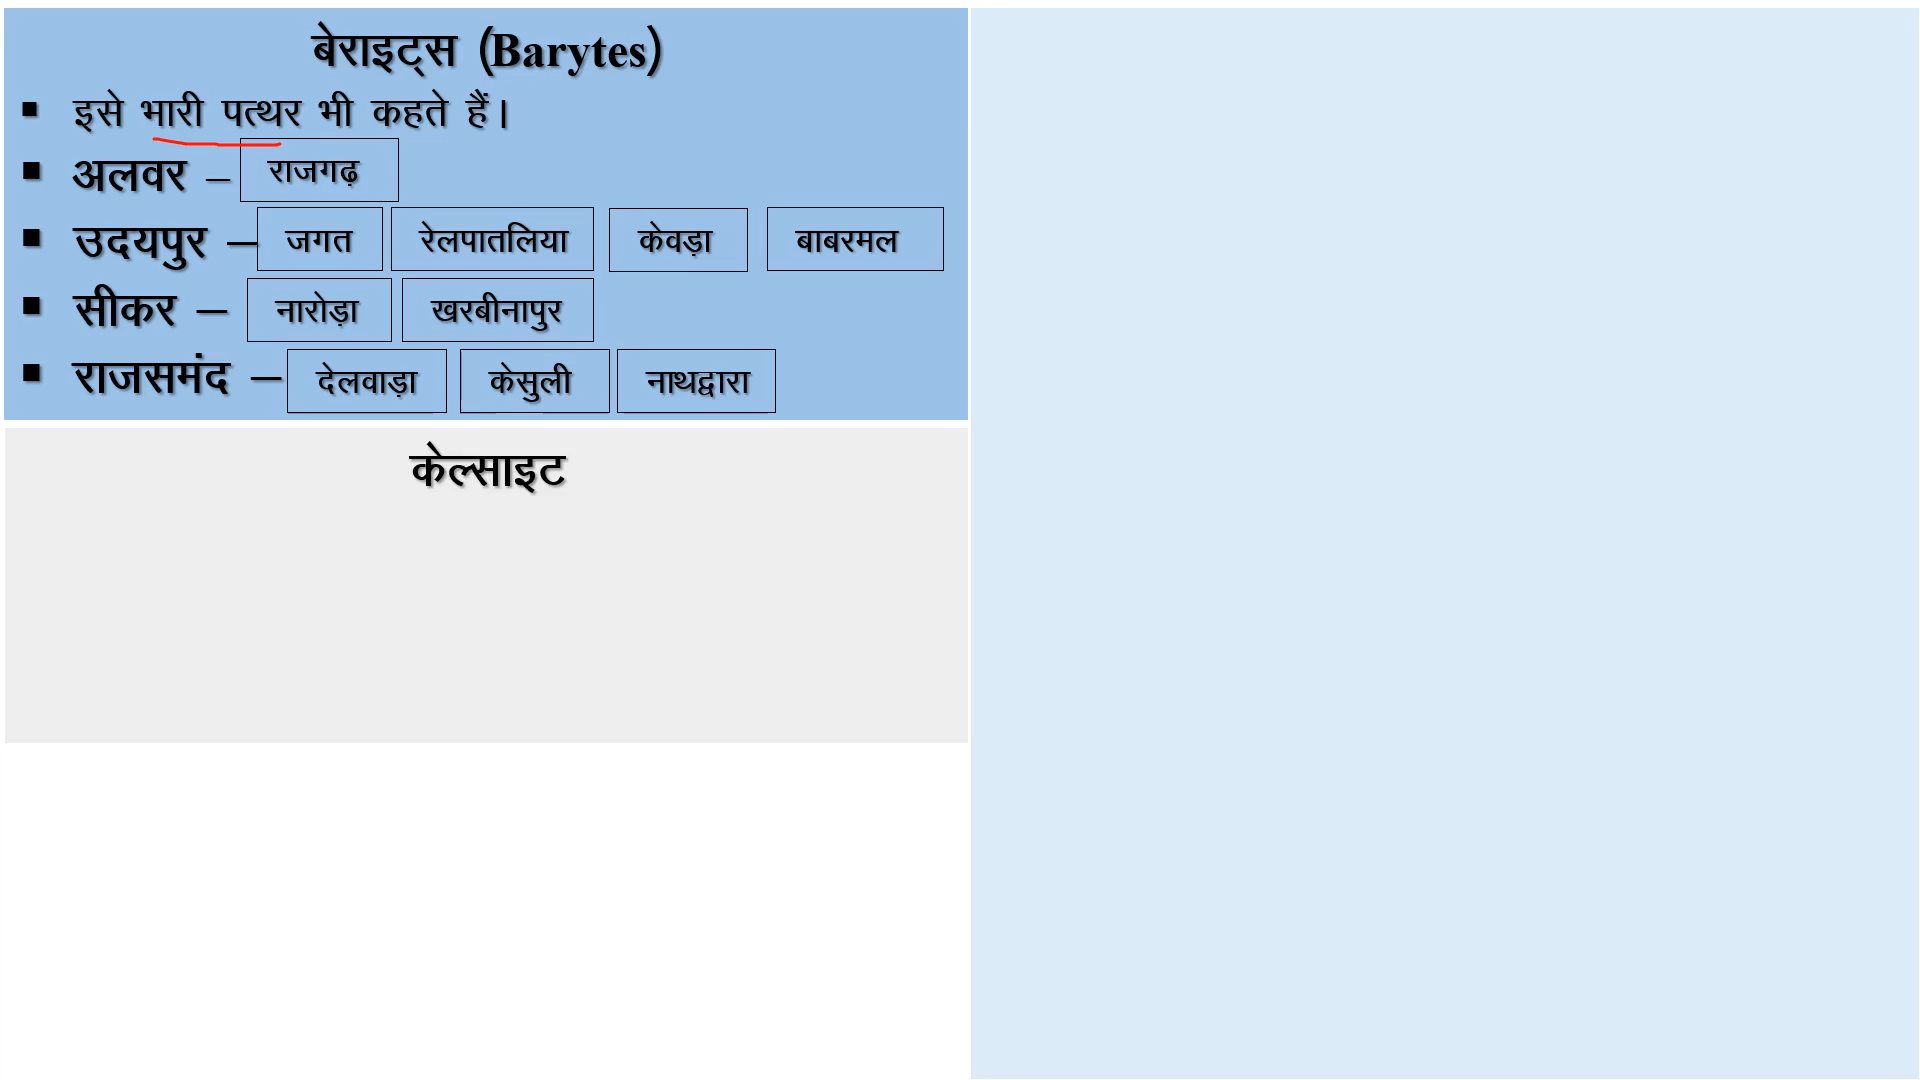 बेराइट्स (Barytes)
▪ इसे भारी पत्थर भी कहते हैं।
▪ अलवर – राजगढ़
▪ उदयपुर – जगत रेलपातलिया केवड़ा बाबरमल
▪ सीकर – नारोड़ा खरबीनापुर
▪ राजसमंद – देलवाड़ा केसुली नाथद्वारा
केल्साइट